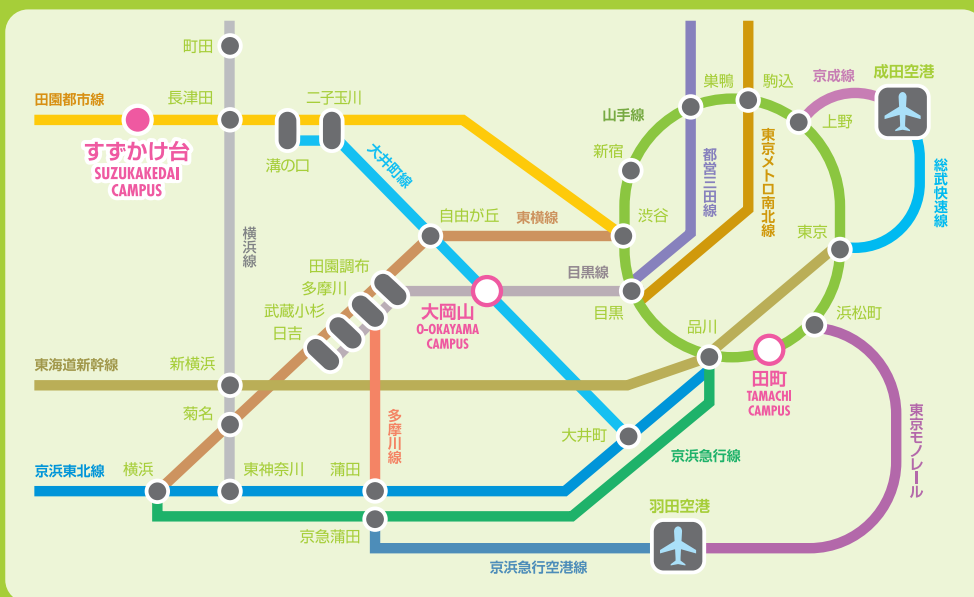 町田
田園都市線
長津田
二子玉川
すずかけ台
SUZUKAKEDAI
CAMPUS
溝の口
大井町線
山手線
巣鴨
駒込
京成線
成田空港
上野
新宿
都営三田線
東京メトロ南北線
総武快速線
横浜線
自由が丘
東横線
渋谷
東京
田園調布
多摩川
武蔵小杉
日吉
目黒線
大岡山
O-OKAYAMA
CAMPUS
目黒
浜松町
品川
田町
TAMACHI
CAMPUS
東海道新幹線
新横浜
菊名
多摩川線
大井町
京浜急行線
東京モノレール
京浜東北線
横浜
東神奈川
蒲田
京急蒲田
羽田空港
京浜急行空港線